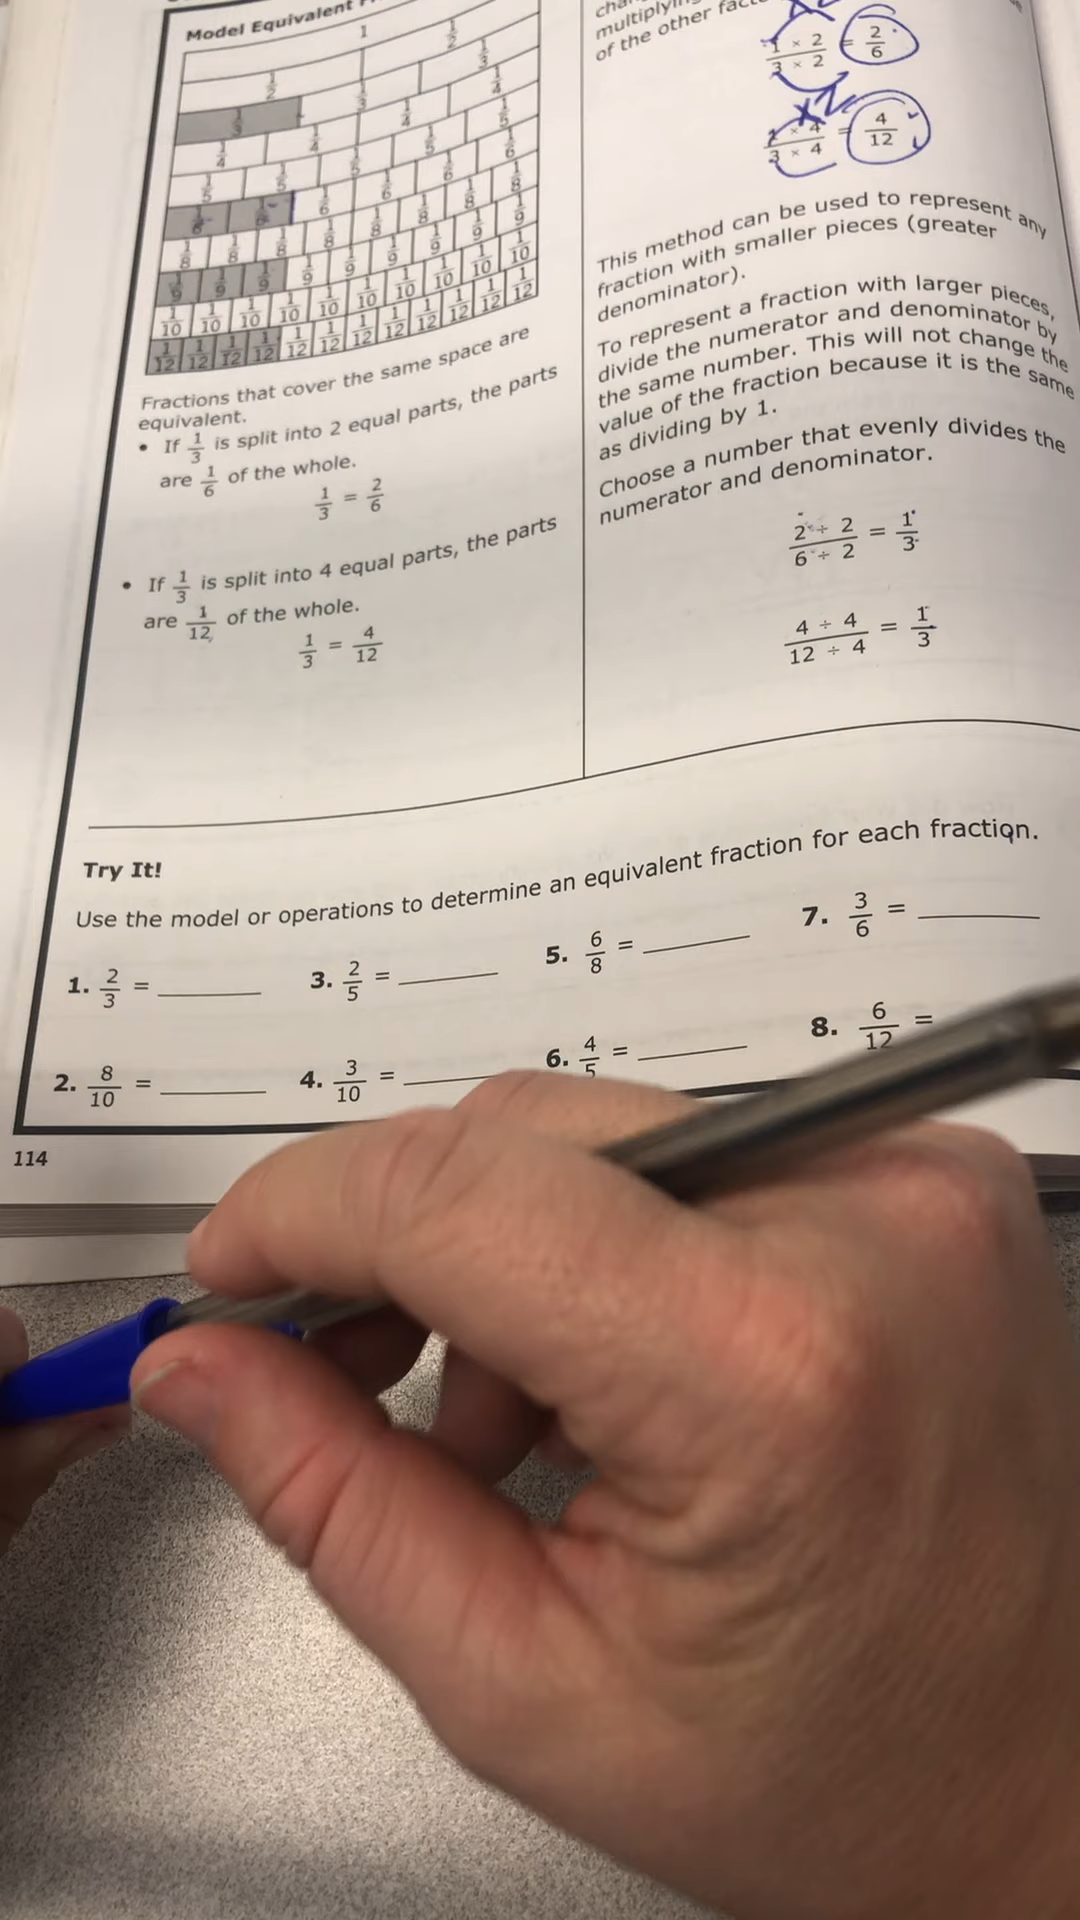 Model Equivalent
1
1/2 1/2
1/3 1/3 1/3
1/4 1/4 1/4 1/4
1/5 1/5 1/5 1/5 1/5
1/6 1/6 1/6 1/6 1/6 1/6
1/8 1/8 1/8 1/8 1/8 1/8 1/8 1/8
1/9 1/9 1/9 1/9 1/9 1/9 1/9 1/9 1/9
1/10 1/10 1/10 1/10 1/10 1/10 1/10 1/10 1/10 1/10
1/12 1/12 1/12 1/12 1/12 1/12 1/12 1/12 1/12 1/12 1/12 1/12
Fractions that cover the same space are
equivalent.
• If 1/3 is split into 2 equal parts, the parts
are 1/6 of the whole.
1/3 = 2/6
• If 1/3 is split into 4 equal parts, the parts
are 1/12 of the whole.
1/3 = 4/12
of the other
1 × 2 / 3 × 2 = 2/6
×2
× 4 / 3 × 4 = 4/12
This method can be used to represent any
fraction with smaller pieces (greater
denominator).
To represent a fraction with larger pieces,
divide the numerator and denominator by
the same number. This will not change the
value of the fraction because it is the same
as dividing by 1.
Choose a number that evenly divides the
numerator and denominator.
2 ÷ 2 / 6 ÷ 2 = 1/3
4 ÷ 4 / 12 ÷ 4 = 1/3
Try It!
Use the model or operations to determine an equivalent fraction for each fraction.
1. 2/3 = ______
3. 2/5 = ______
5. 6/8 = ______
7. 3/6 = ______
2. 8/10 = ______
4. 3/10 = ______
6. 4/5 = ______
8. 6/12 =
114